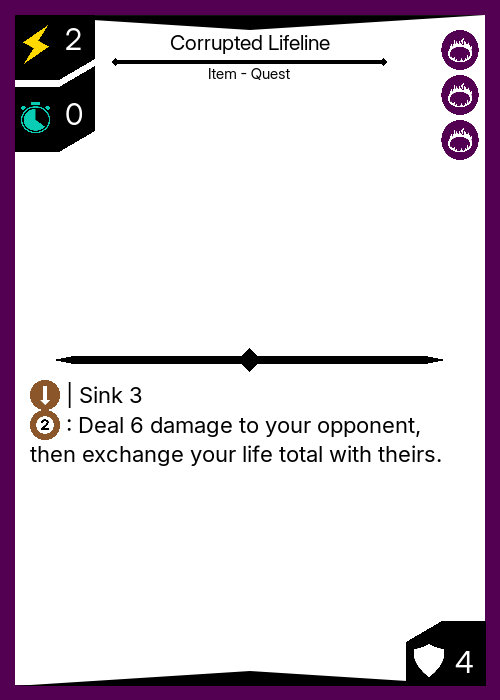 2
Corrupted Lifeline
Item - Quest
0
| Sink 3
2 : Deal 6 damage to your opponent,
then exchange your life total with theirs.
4